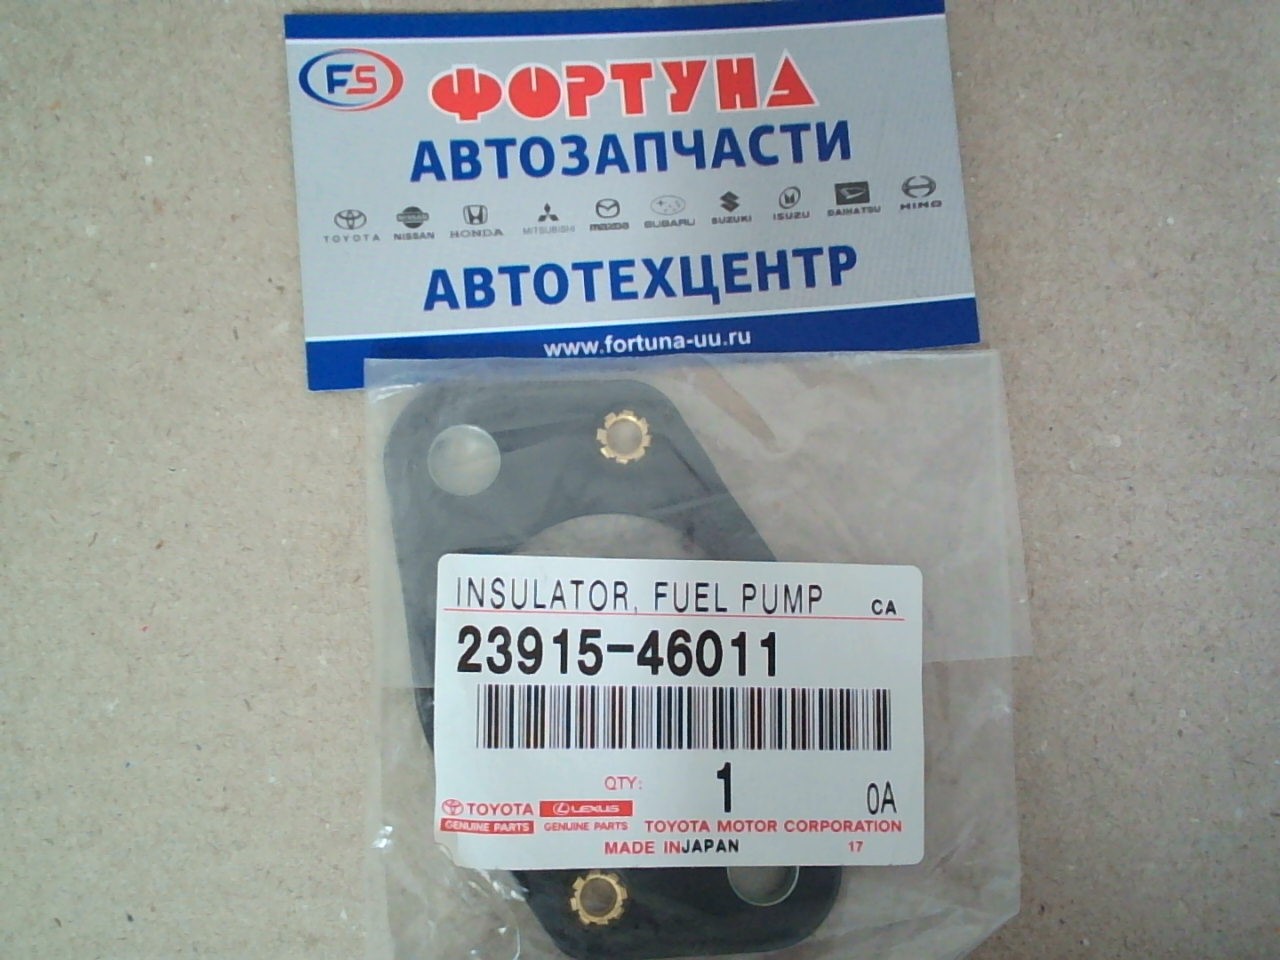 FS ФОРТУНА
АВТОЗАПЧАСТИ
TOYOTA NISSAN HONDA MITSUBISHI mazda SUBARU SUZUKI ISUZU DAIHATSU HINO
АВТОТЕХЦЕНТР
www.fortuna-uu.ru
INSULATOR, FUEL PUMP CA
23915-46011
QTY: 1 0A
TOYOTA LEXUS
GENUINE PARTS GENUINE PARTS TOYOTA MOTOR CORPORATION
MADE IN JAPAN 17